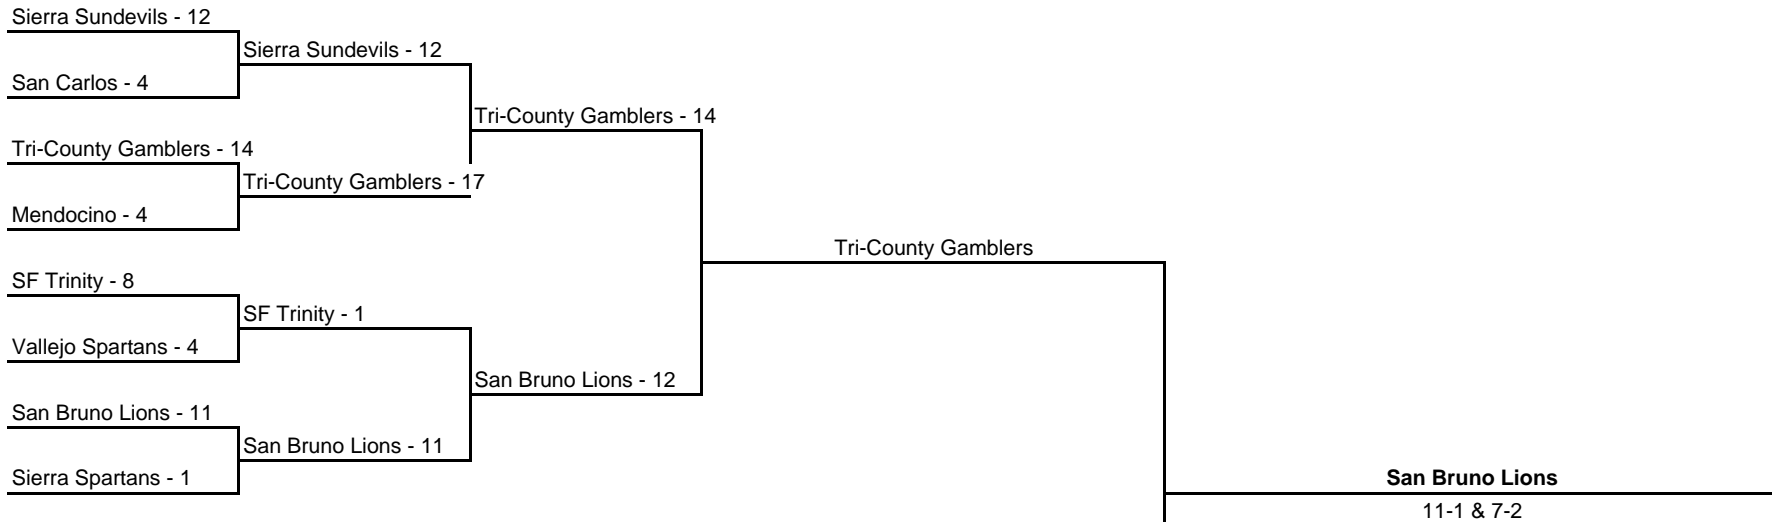 Sierra Sundevils - 12
Sierra Sundevils - 12
San Carlos - 4
Tri-County Gamblers - 14
Tri-County Gamblers - 14
Tri-County Gamblers - 17
Mendocino - 4
Tri-County Gamblers
SF Trinity - 8
SF Trinity - 1
Vallejo Spartans - 4
San Bruno Lions - 12
San Bruno Lions - 11
San Bruno Lions - 11
Sierra Spartans - 1
San Bruno Lions
11-1 & 7-2